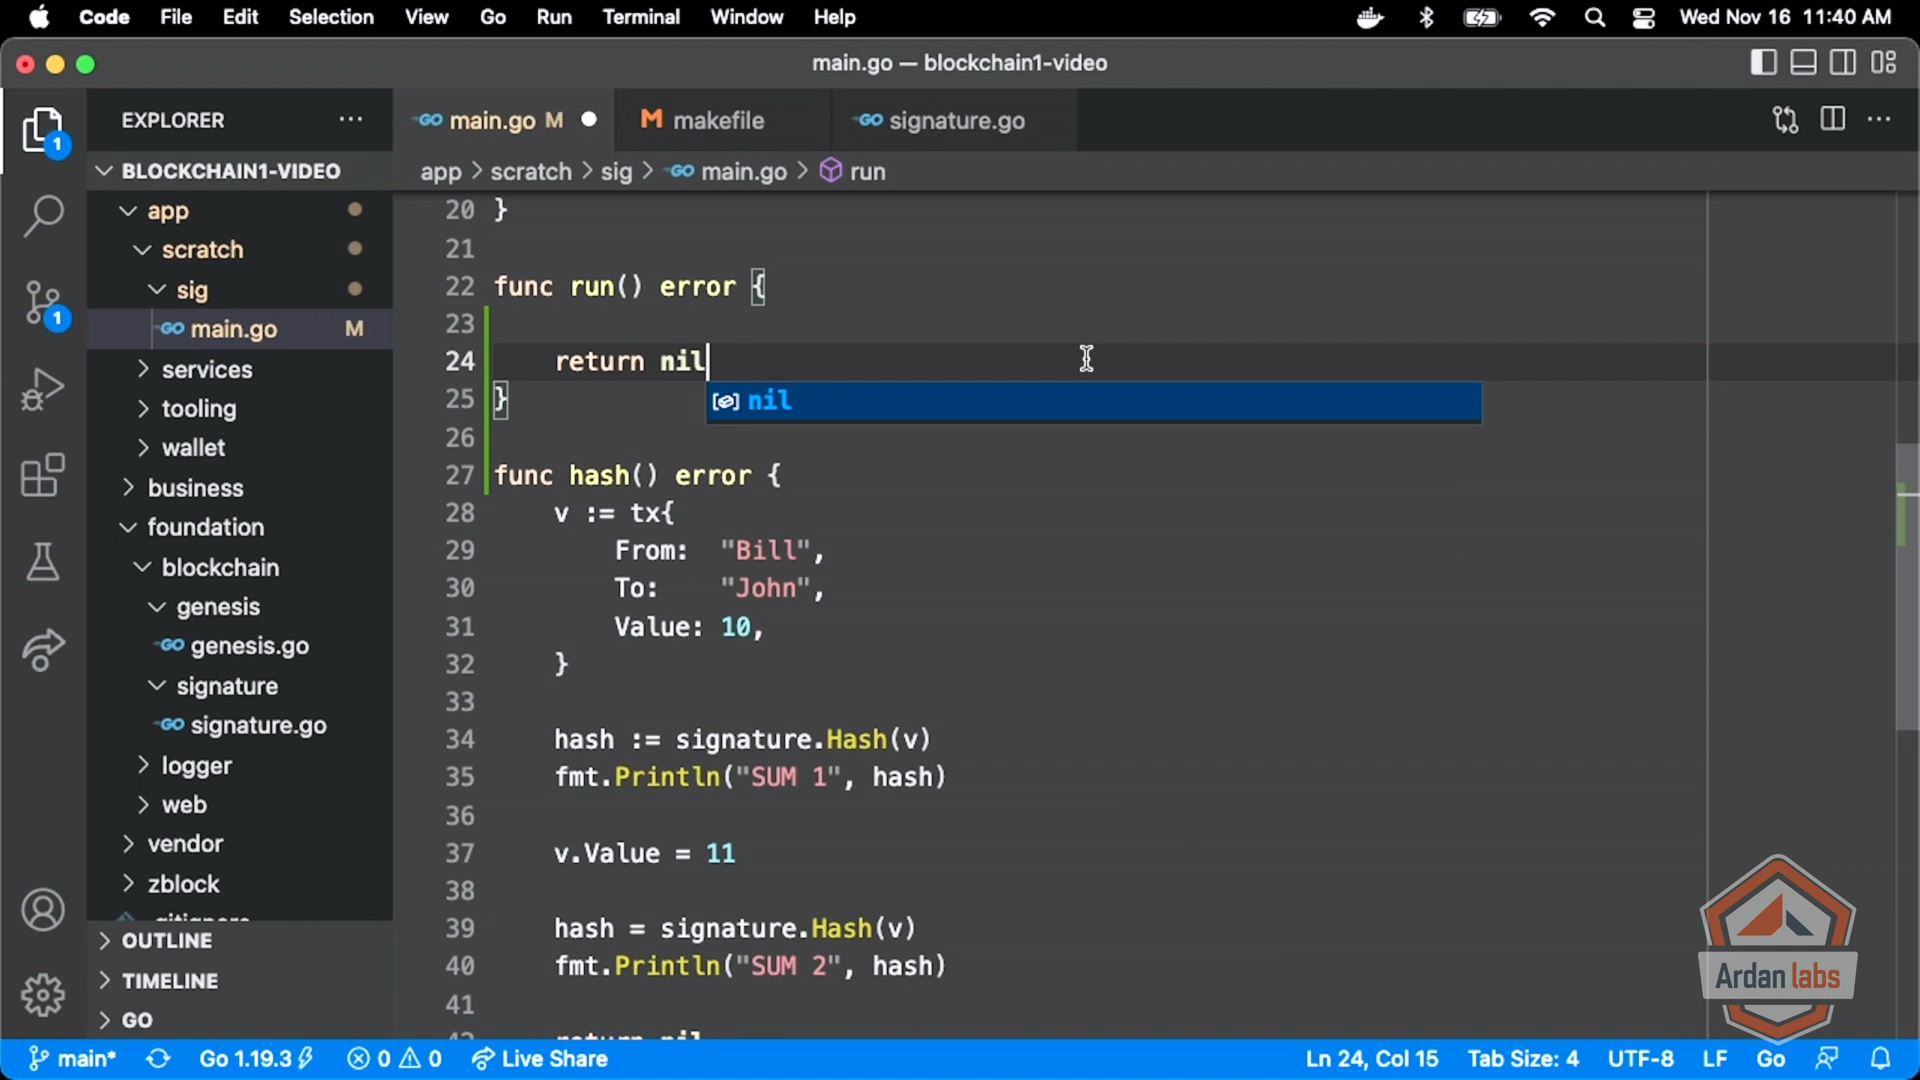 Code File Edit Selection View Go Run Terminal Window Help Wed Nov 16 11:40 AM
main.go — blockchain1-video
EXPLORER
1
main.go M
makefile
signature.go
BLOCKCHAIN1-VIDEO
app > scratch > sig > main.go > run
app
scratch
sig
main.go M
services
tooling
wallet
business
foundation
blockchain
genesis
genesis.go
signature
signature.go
logger
web
vendor
zblock
.gitignore
OUTLINE
TIMELINE
GO
1
20 }
21
22 func run() error {
23
24 return nil
nil
25 }
26
27 func hash() error {
28 v := tx{
29 From: "Bill",
30 To: "John",
31 Value: 10,
32 }
33
34 hash := signature.Hash(v)
35 fmt.Println("SUM 1", hash)
36
37 v.Value = 11
38
39 hash = signature.Hash(v)
40 fmt.Println("SUM 2", hash)
41
42 return nil
Ardan labs
main* Go 1.19.3 0 0 Live Share Ln 24, Col 15 Tab Size: 4 UTF-8 LF Go